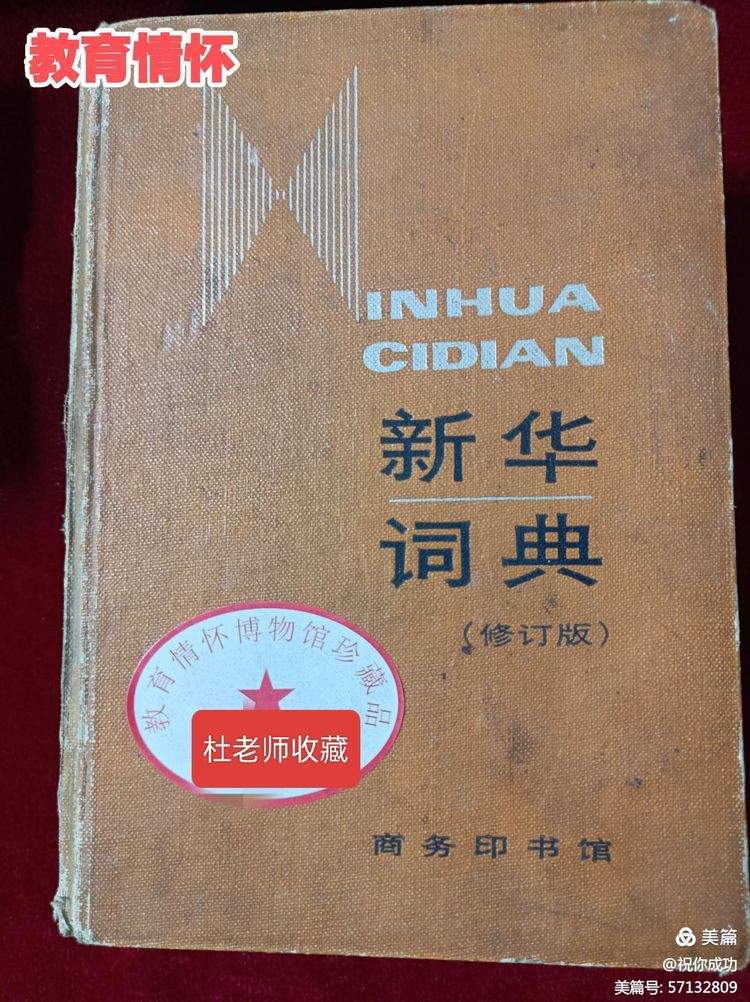 教育情怀
XINHUA
CIDIAN
新华
词典
(修订版)
教育情怀博物馆珍藏品
杜老师收藏
商务印书馆
美篇
@祝你成功
美篇号: 57132809